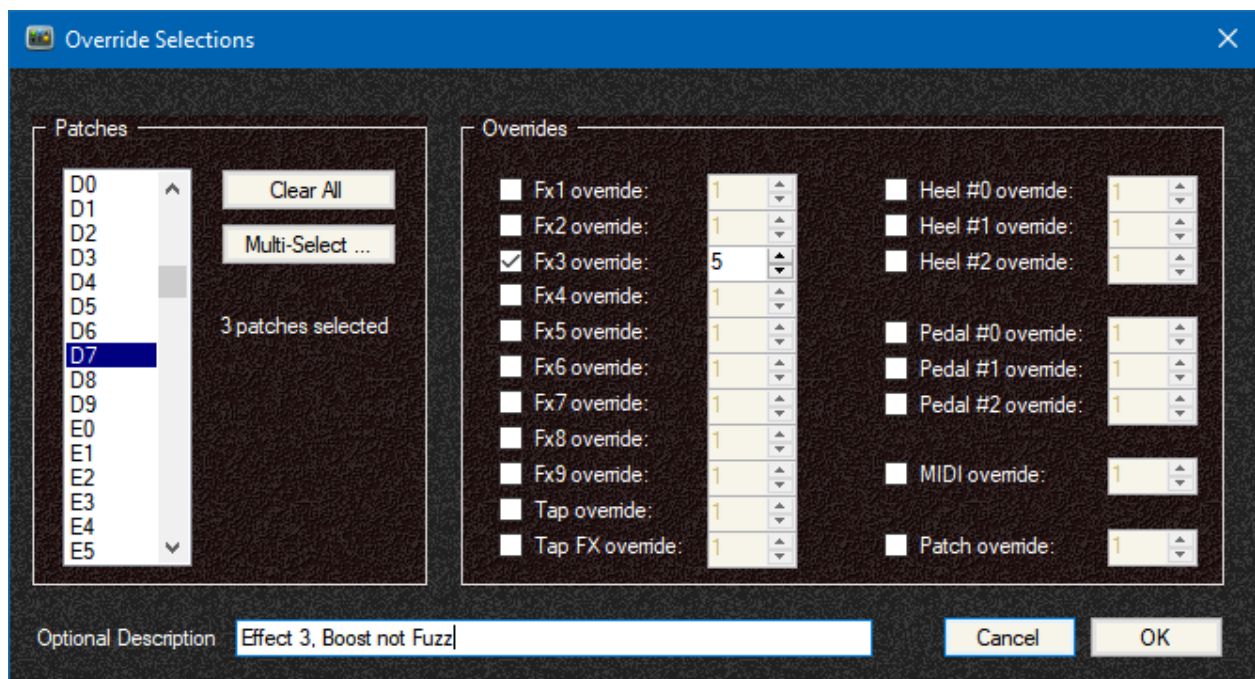 Override Selections
Patches
D0
D1
D2
D3
D4
D5
D6
D7
D8
D9
E0
E1
E2
E3
E4
E5
Clear All
Multi-Select ...
3 patches selected
Overrides
Fx1 override: 1
Fx2 override: 1
Fx3 override: 5
Fx4 override: 1
Fx5 override: 1
Fx6 override: 1
Fx7 override: 1
Fx8 override: 1
Fx9 override: 1
Tap override: 1
Tap FX override: 1
Heel #0 override: 1
Heel #1 override: 1
Heel #2 override: 1
Pedal #0 override: 1
Pedal #1 override: 1
Pedal #2 override: 1
MIDI override: 1
Patch override: 1
Optional Description Effect 3, Boost not Fuzz
Cancel
OK